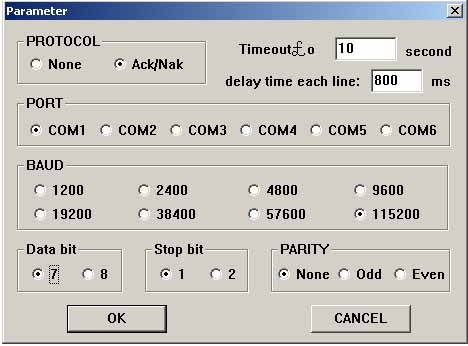 Parameter
PROTOCOL
None Ack/Nak
Timeout£o 10 second
delay time each line: 800 ms
PORT
COM1 COM2 COM3 COM4 COM5 COM6
BAUD
1200 2400 4800 9600
19200 38400 57600 115200
Data bit Stop bit PARITY
7 8 1 2 None Odd Even
OK CANCEL